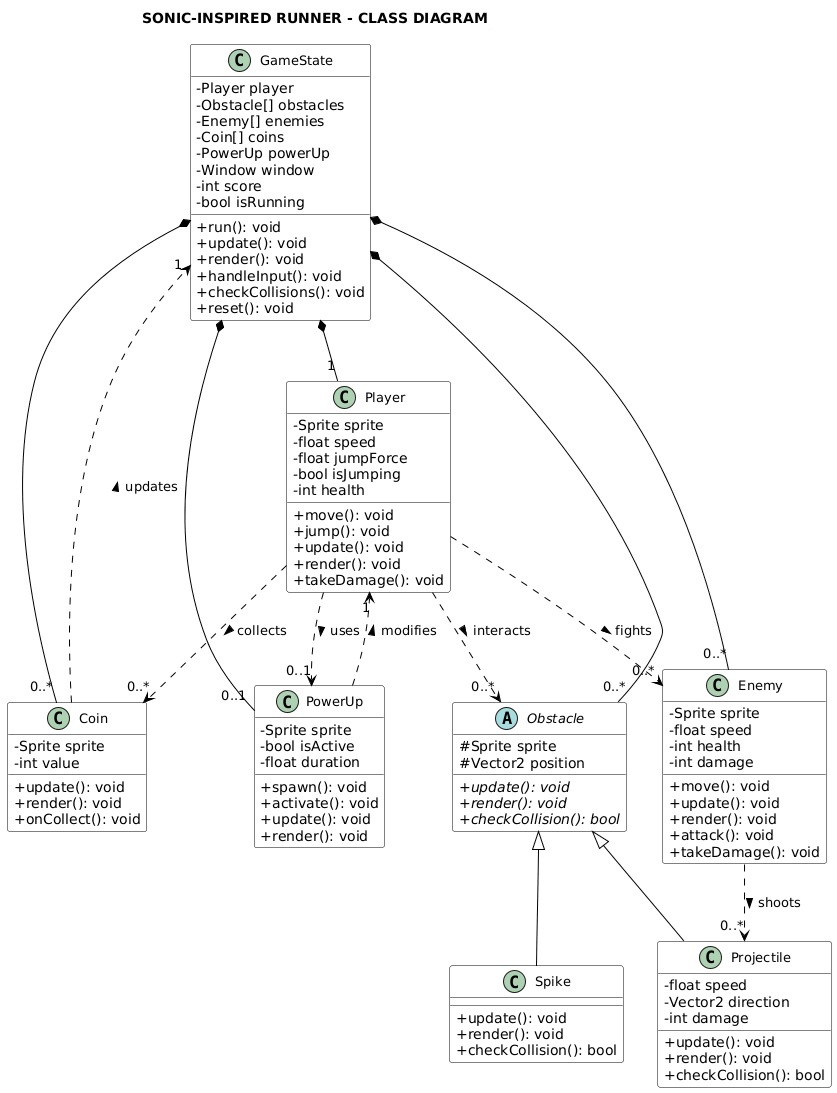 SONIC-INSPIRED RUNNER - CLASS DIAGRAM
C GameState
-Player player
-Obstacle[] obstacles
-Enemy[] enemies
-Coin[] coins
-PowerUp powerUp
-Window window
-int score
-bool isRunning
+run(): void
+update(): void
+render(): void
+handleInput(): void
+checkCollisions(): void
+reset(): void
1
1
C Player
-Sprite sprite
-float speed
-float jumpForce
-bool isJumping
-int health
+move(): void
+jump(): void
+update(): void
+render(): void
+takeDamage(): void
updates
collects
uses
1
modifies
interacts
fights
0..*
0..*
0..1
0..1
0..*
0..*
0..*
0..*
C Coin
-Sprite sprite
-int value
+update(): void
+render(): void
+onCollect(): void
C PowerUp
-Sprite sprite
-bool isActive
-float duration
+spawn(): void
+activate(): void
+update(): void
+render(): void
A Obstacle
#Sprite sprite
#Vector2 position
+update(): void
+render(): void
+checkCollision(): bool
C Enemy
-Sprite sprite
-float speed
-int health
-int damage
+move(): void
+update(): void
+render(): void
+attack(): void
+takeDamage(): void
shoots
0..*
C Spike
+update(): void
+render(): void
+checkCollision(): bool
C Projectile
-float speed
-Vector2 direction
-int damage
+update(): void
+render(): void
+checkCollision(): bool